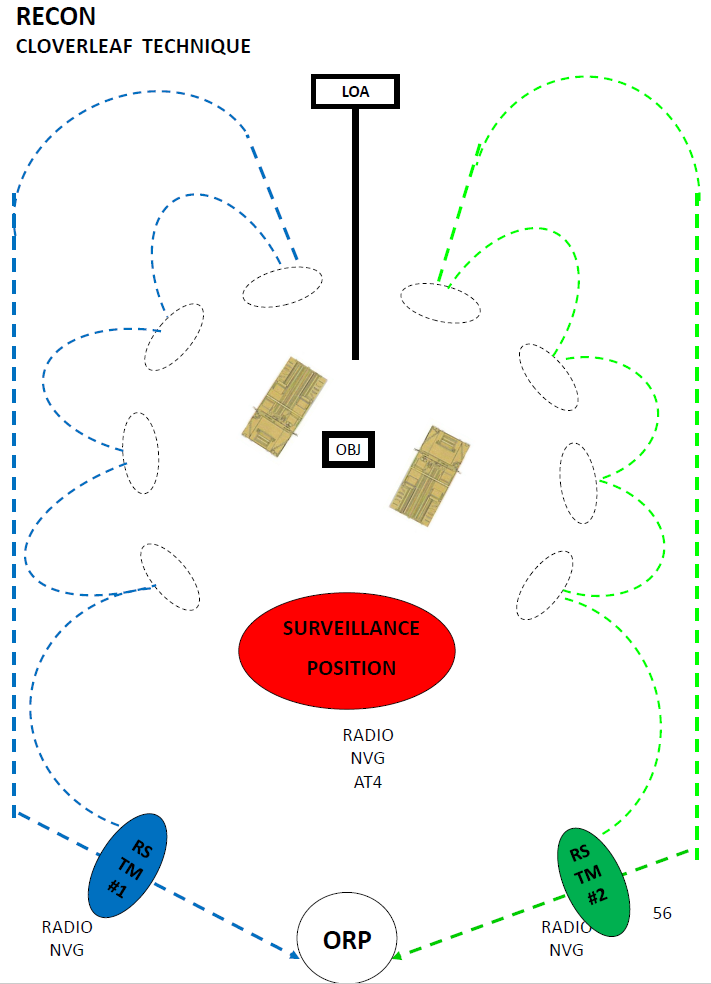 RECON
CLOVERLEAF TECHNIQUE
LOA
OBJ
SURVEILLANCE
POSITION
RADIO
NVG
AT4
RS
TM
#1
RADIO
NVG
ORP
RS
TM
#2
RADIO
NVG
56